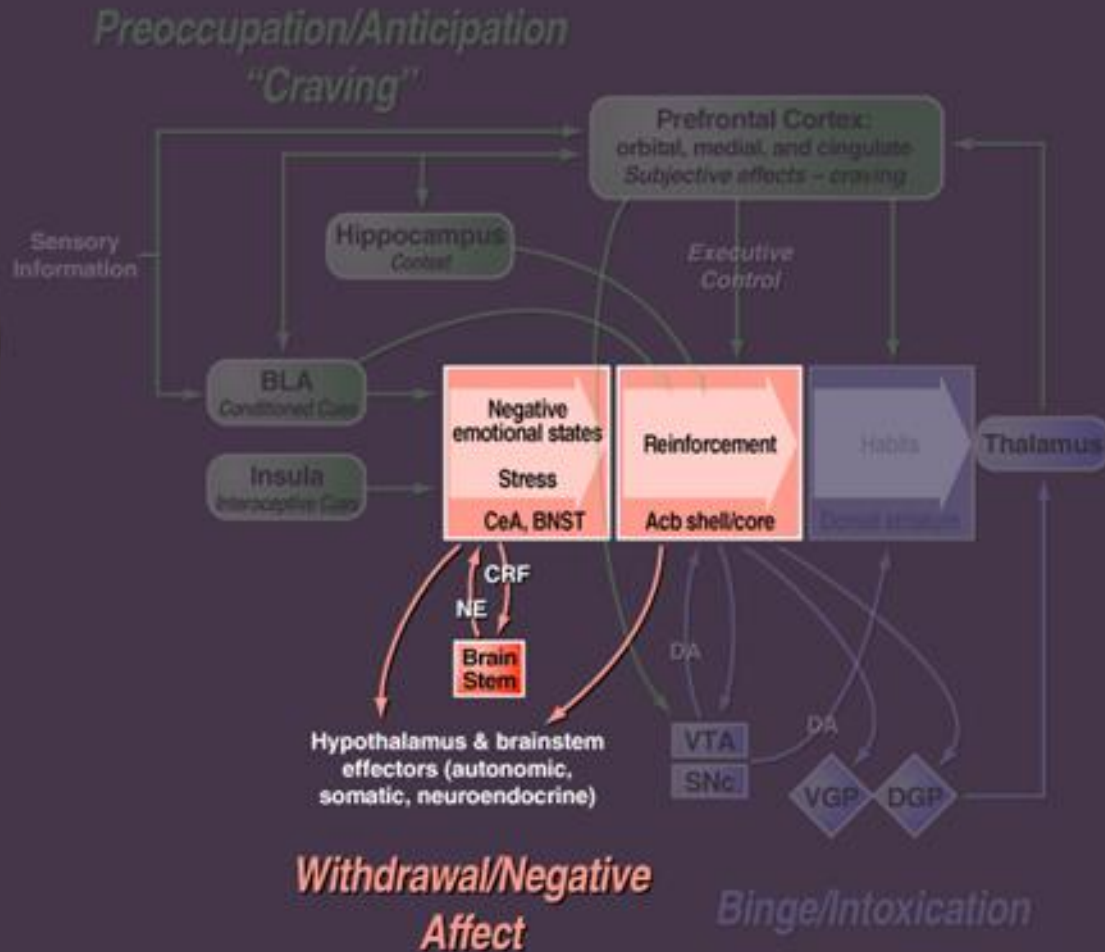 Preoccupation/Anticipation
"Craving"
Prefrontal Cortex:
orbital, medial, and cingulate
Subjective effects – craving
Sensory
Information
Hippocampus
Context
Executive
Control
BLA
Conditioned Cues
Insula
Interoceptive Cues
Negative
emotional states
Stress
CeA, BNST
Reinforcement
Acb shell/core
Habits
Dorsal striatum
Thalamus
CRF
NE
Brain
Stem
DA
DA
VTA
SNc
VGP
DGP
Hypothalamus & brainstem
effectors (autonomic,
somatic, neuroendocrine)
Withdrawal/Negative
Affect
Binge/Intoxication